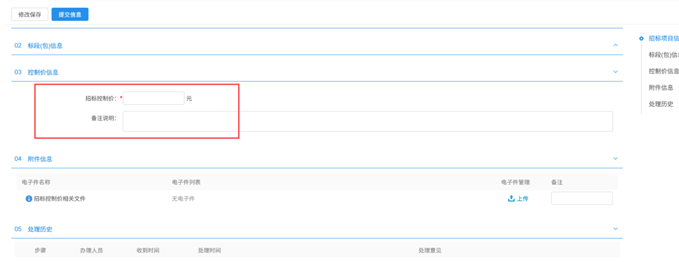 修改保存 提交信息
招标项目信
02 标段(包)信息
标段(包)信
03 控制价信息
控制价信息
附件信息
招标控制价: * 元
处理历史
备注说明:
04 附件信息
电子件名称 电子件列表 电子件管理 备注
招标控制价相关文件 无电子件 上传
05 处理历史
步骤 办理人员 收到时间 处理时间 处理意见